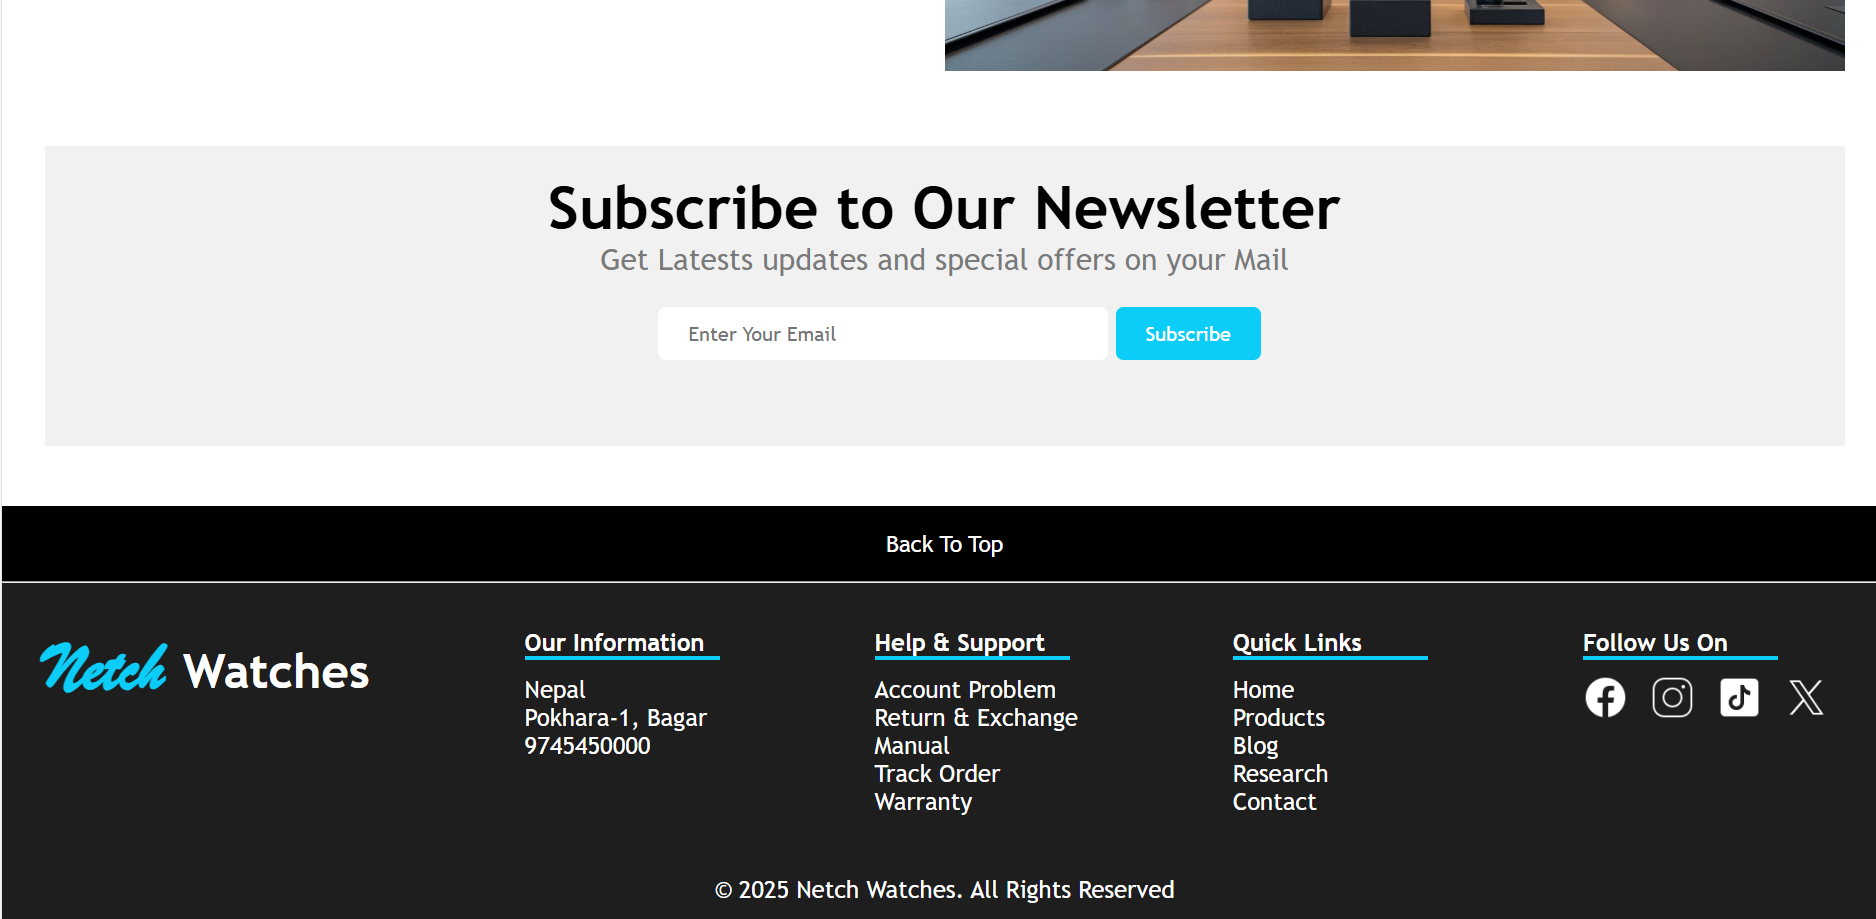 Subscribe to Our Newsletter
Get Latests updates and special offers on your Mail
Enter Your Email
Subscribe
Back To Top
Netch Watches
Our Information
Nepal
Pokhara-1, Bagar
9745450000
Help & Support
Account Problem
Return & Exchange
Manual
Track Order
Warranty
Quick Links
Home
Products
Blog
Research
Contact
Follow Us On
© 2025 Netch Watches. All Rights Reserved